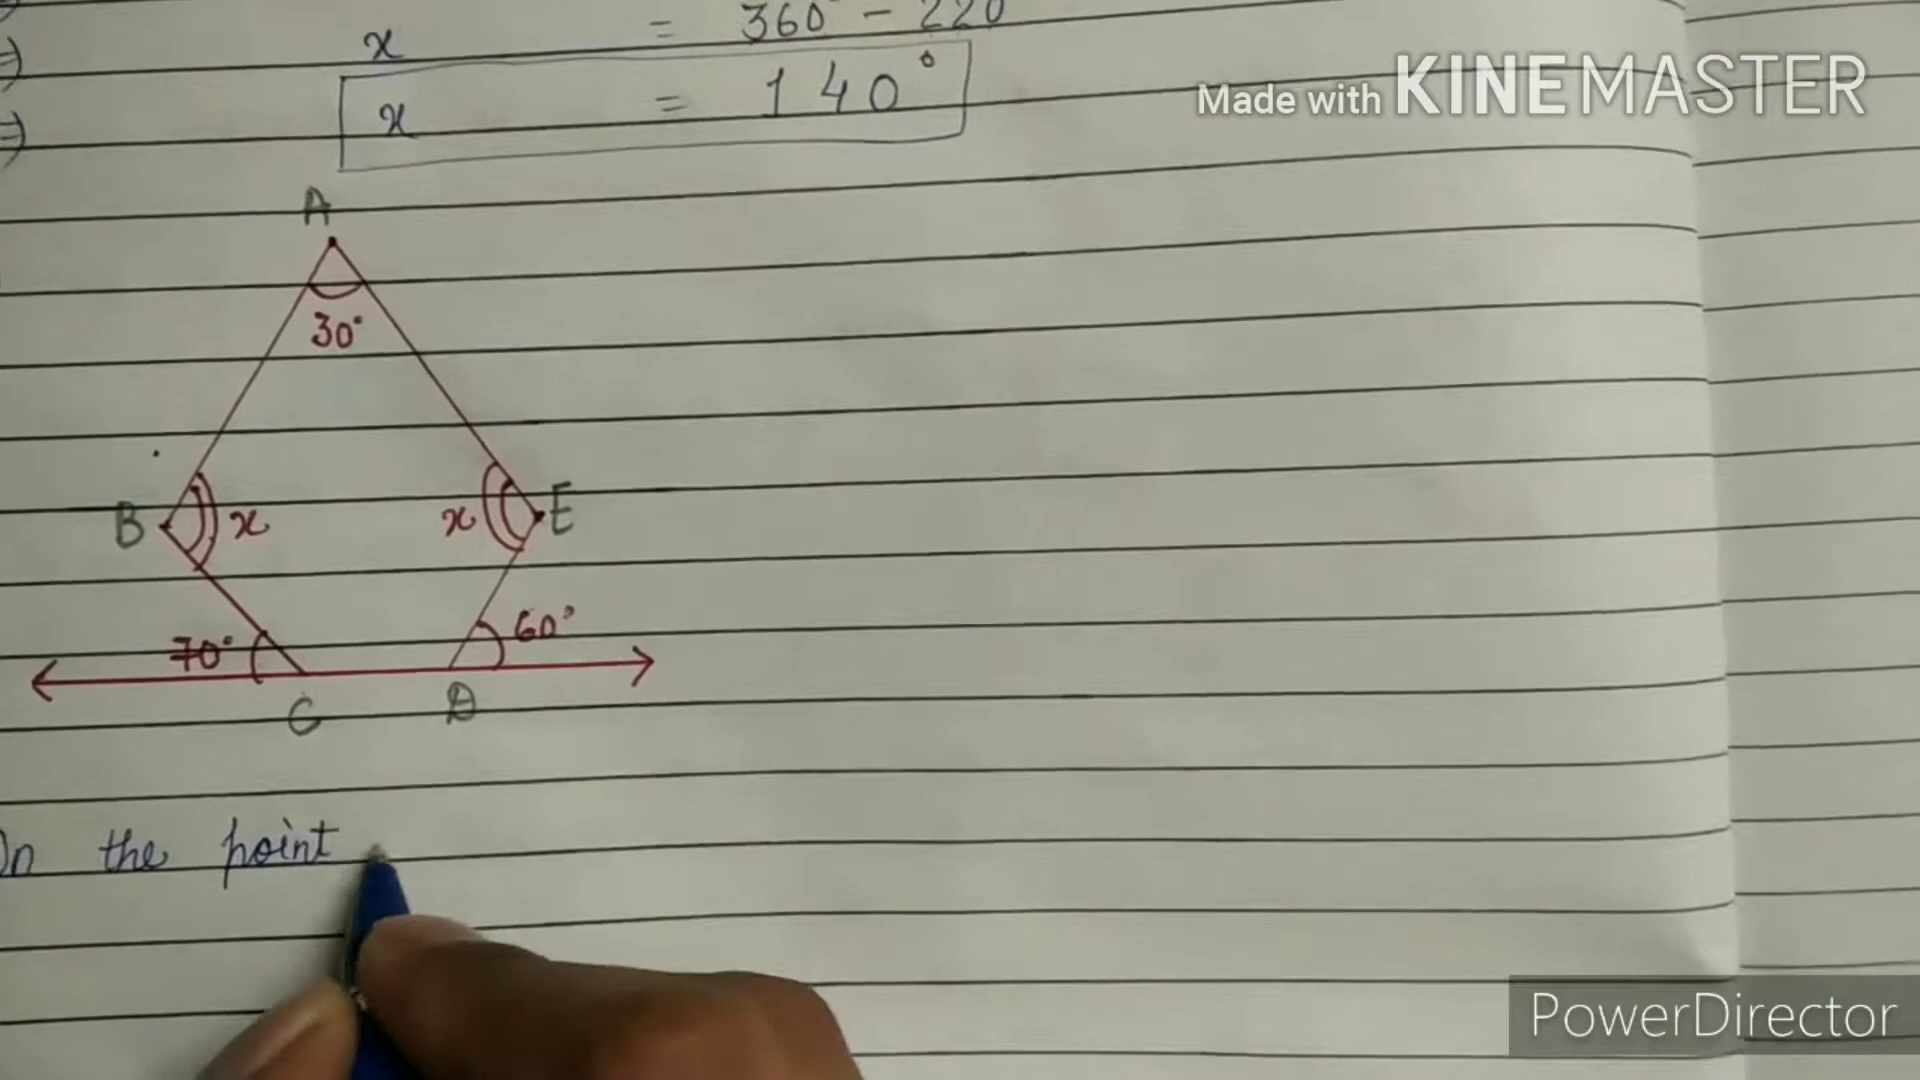 x = 360° - 220
x = 140°
Made with KINEMASTER
A
30°
B x x E
70° 60°
C D
On the point
PowerDirector